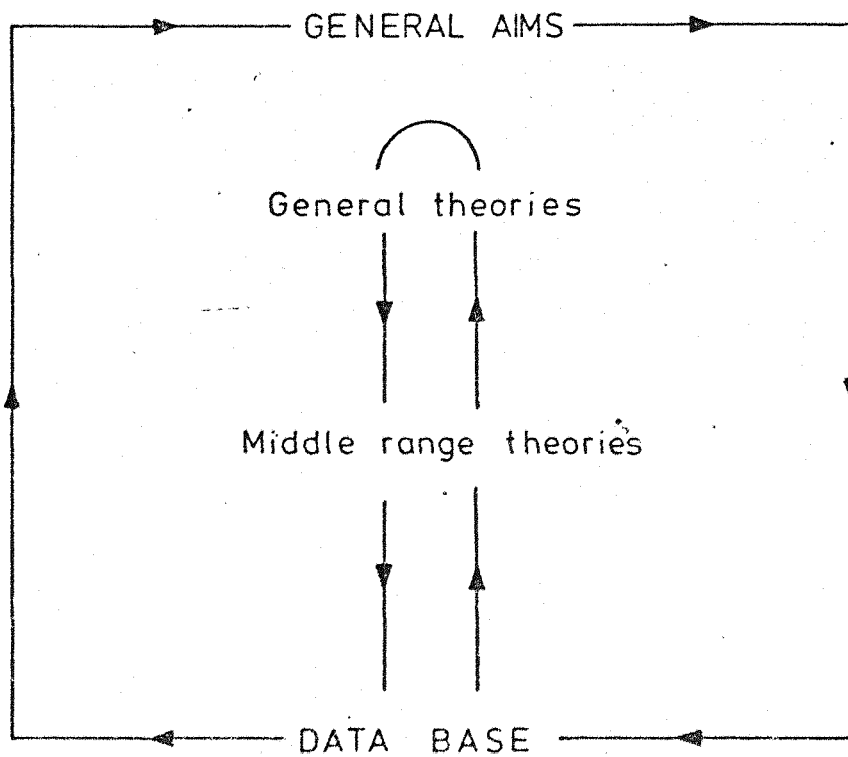 GENERAL AIMS
General theories
Middle range theories
DATA BASE